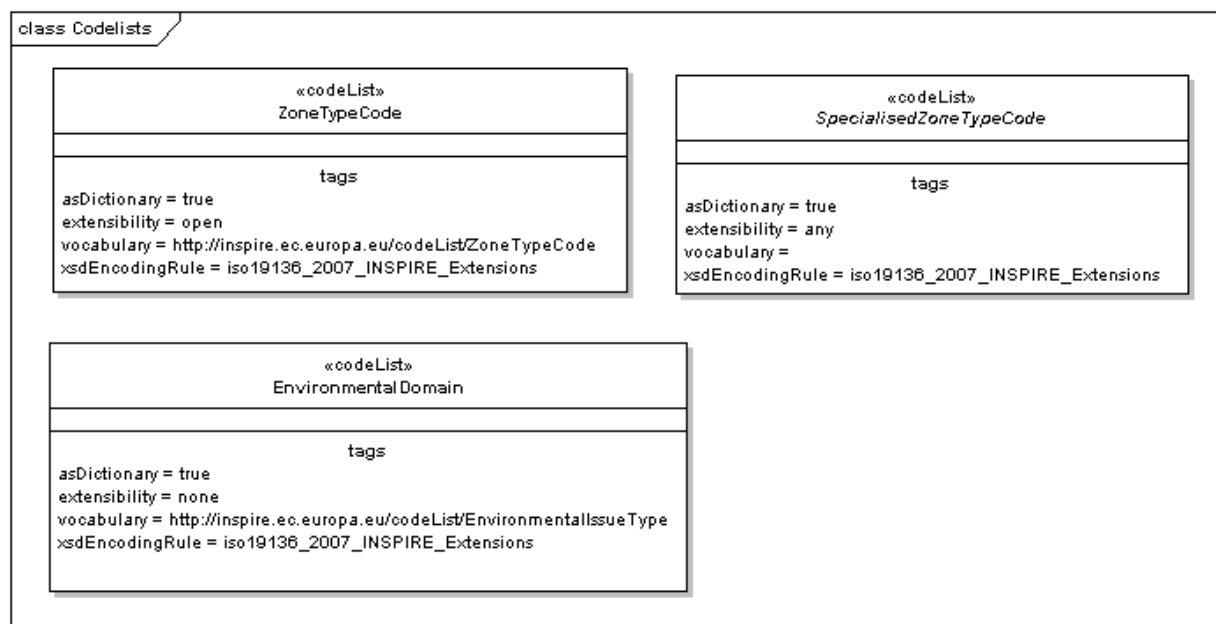 class Codelists
«codeList»
ZoneTypeCode
tags
asDictionary = true
extensibility = open
vocabulary = http://inspire.ec.europa.eu/codeList/ZoneTypeCode
xsdEncodingRule = iso19136_2007_INSPIRE_Extensions
«codeList»
SpecialisedZoneTypeCode
tags
asDictionary = true
extensibility = any
vocabulary =
xsdEncodingRule = iso19136_2007_INSPIRE_Extensions
«codeList»
EnvironmentalDomain
tags
asDictionary = true
extensibility = none
vocabulary = http://inspire.ec.europa.eu/codeList/EnvironmentalIssueType
xsdEncodingRule = iso19136_2007_INSPIRE_Extensions